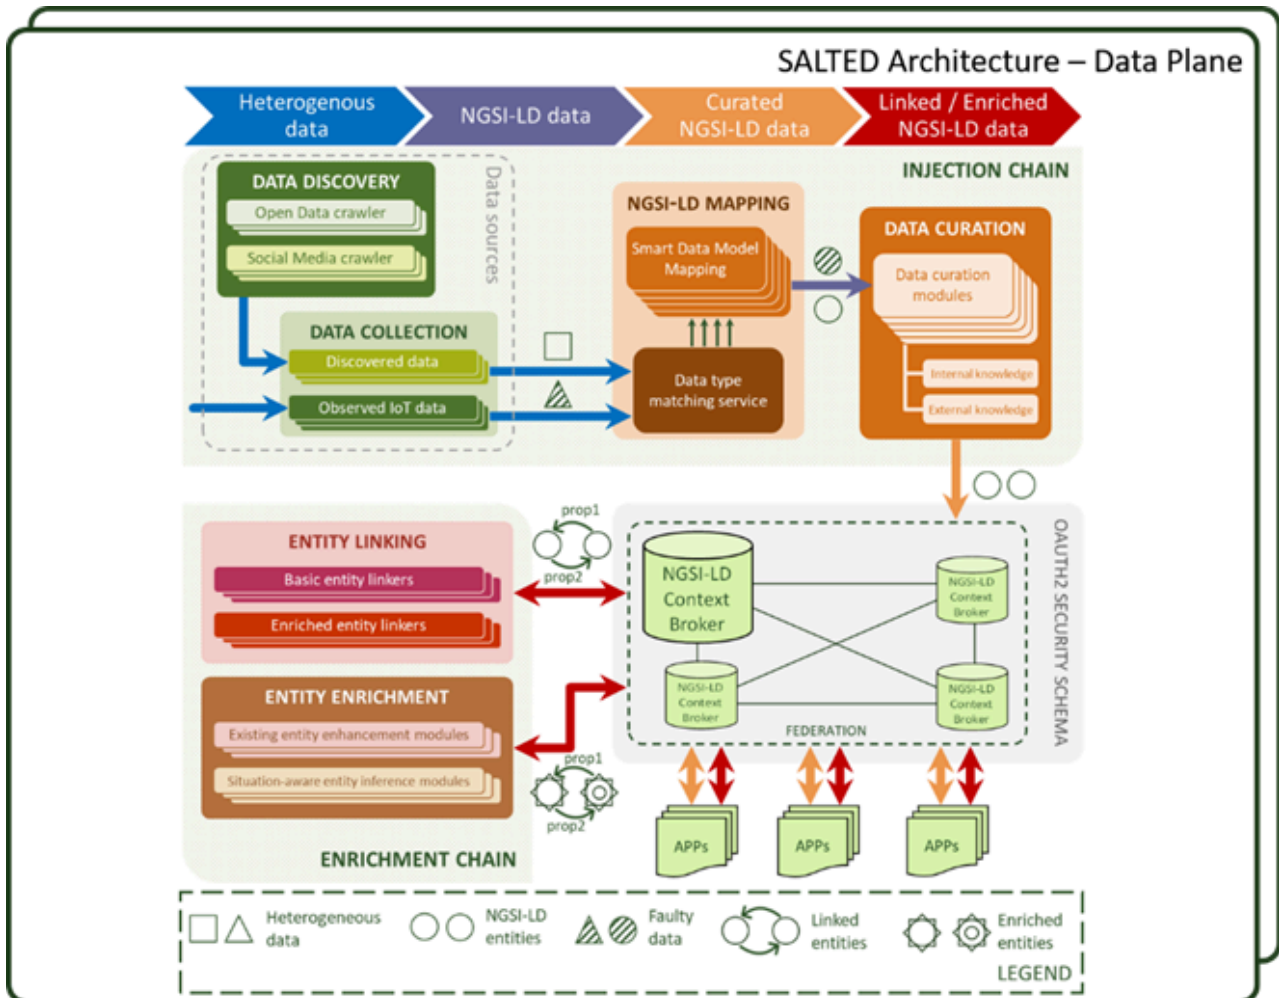 SALTED Architecture – Data Plane
Heterogenous
data
NGSI-LD data
Curated
NGSI-LD data
Linked / Enriched
NGSI-LD data
INJECTION CHAIN
Data sources
DATA DISCOVERY
Open Data crawler
Social Media crawler
DATA COLLECTION
Discovered data
Observed IoT data
NGSI-LD MAPPING
Smart Data Model
Mapping
Data type
matching service
DATA CURATION
Data curation
modules
Internal knowledge
External knowledge
ENTITY LINKING
Basic entity linkers
Enriched entity linkers
ENTITY ENRICHMENT
Existing entity enhancement modules
Situation-aware entity inference modules
ENRICHMENT CHAIN
prop1
prop2
prop1
prop2
NGSI-LD
Context
Broker
NGSI-LD
Context
Broker
NGSI-LD
Context
Broker
NGSI-LD
Context
Broker
FEDERATION
OAUTH2 SECURITY SCHEMA
APPs
APPs
APPs
Heterogeneous
data
NGSI-LD
entities
Faulty
data
Linked
entities
Enriched
entities
LEGEND